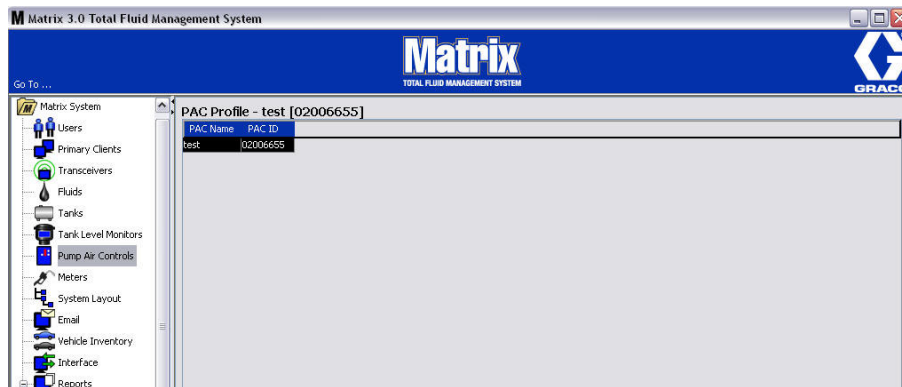 M Matrix 3.0 Total Fluid Management System
Matrix
TOTAL FLUID MANAGEMENT SYSTEM
Go To ...
GRACO
Matrix System
Users
Primary Clients
Transceivers
Fluids
Tanks
Tank Level Monitors
Pump Air Controls
Meters
System Layout
Email
Vehicle Inventory
Interface
Reports
PAC Profile - test [02006655]
PAC Name PAC ID
test 02006655